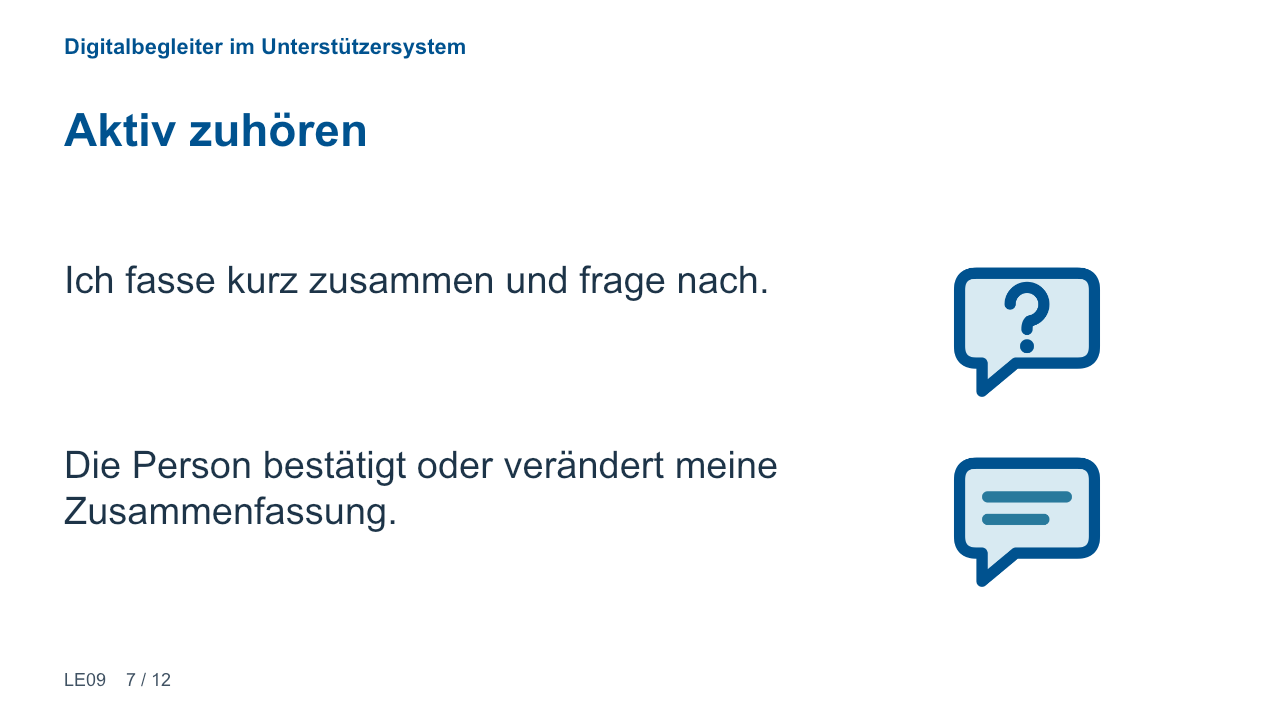 Digitalbegleiter im Unterstützersystem
Aktiv zuhören
Ich fasse kurz zusammen und frage nach.
?
Die Person bestätigt oder verändert meine
Zusammenfassung.
LE09 7 / 12